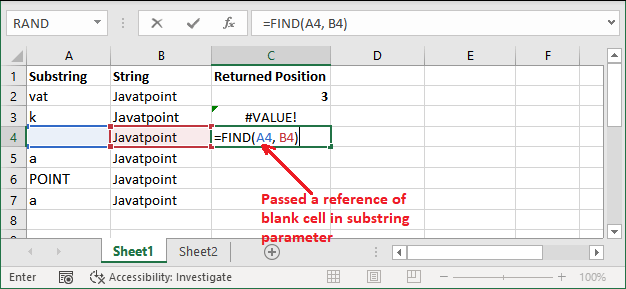 RAND =FIND(A4, B4)
A B C D E F
1 Substring String Returned Position
2 vat Javatpoint 3
3 k Javatpoint #VALUE!
4 Javatpoint =FIND(A4, B4)
5 a Javatpoint
6 POINT Javatpoint
7 a Javatpoint
8
9
Passed a reference of
blank cell in substring
parameter
Sheet1 Sheet2
Enter Accessibility: Investigate 100%